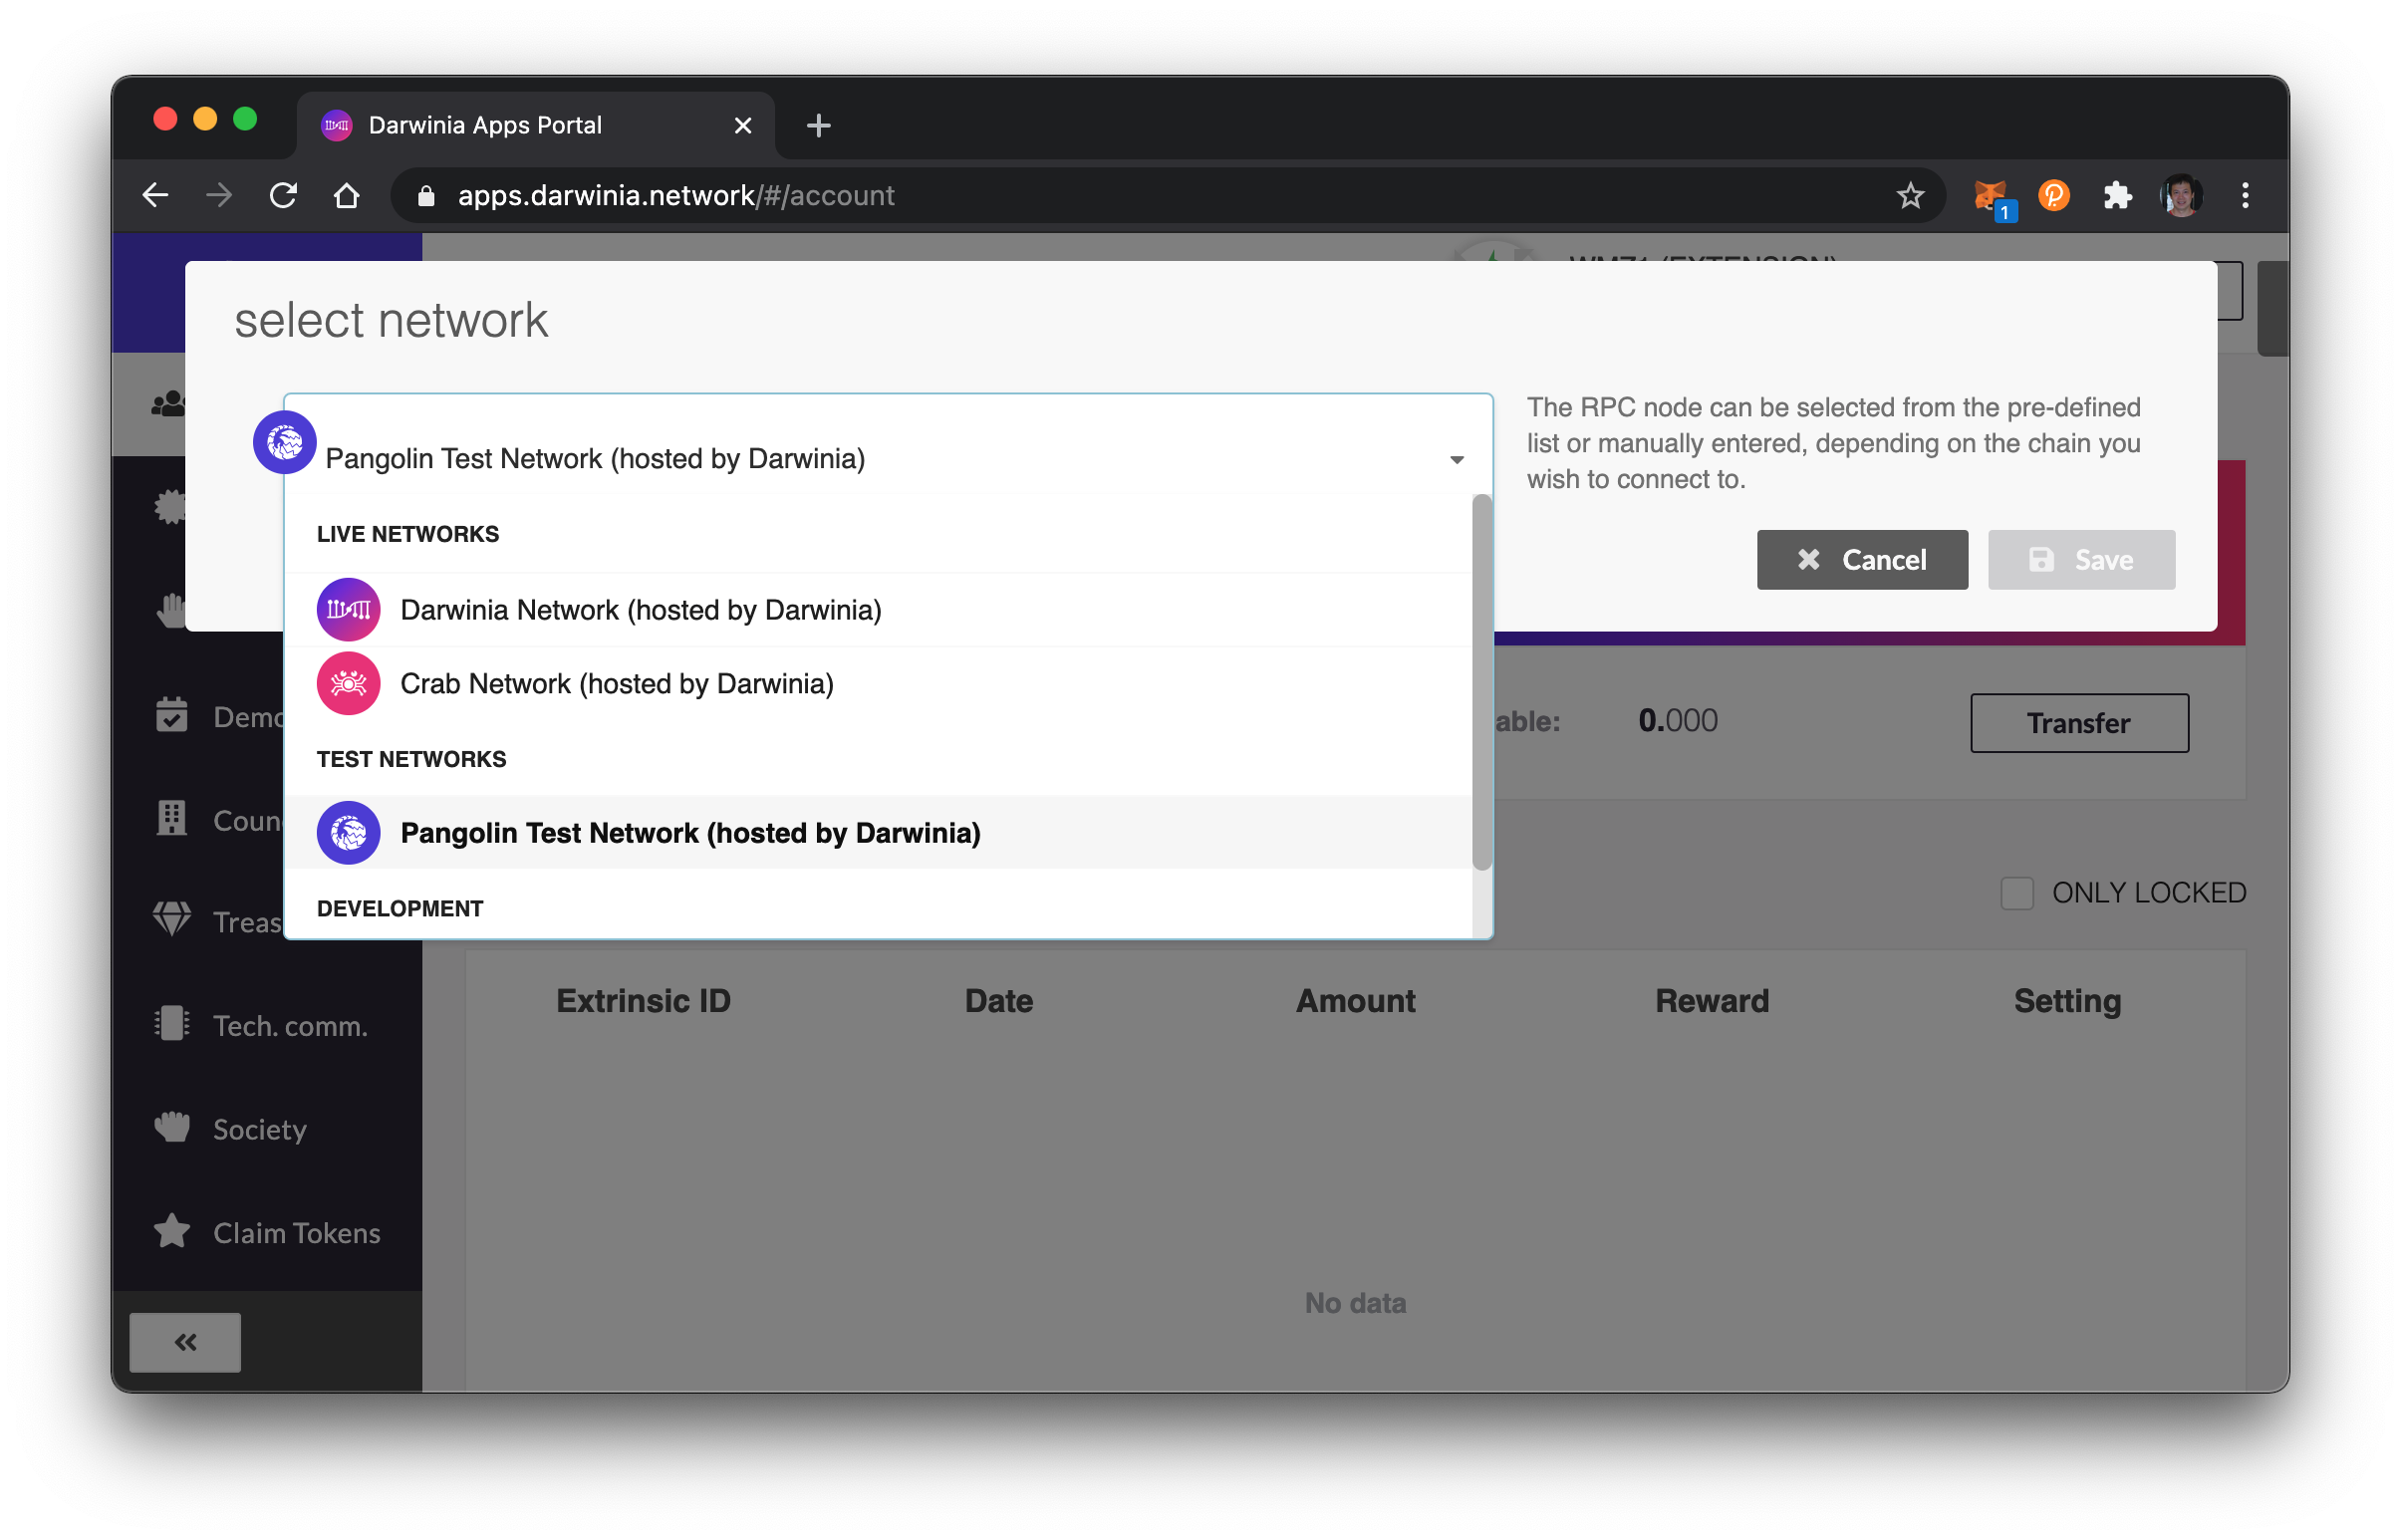 Darwinia Apps Portal
apps.darwinia.network/#/account
1
select network
Pangolin Test Network (hosted by Darwinia)
The RPC node can be selected from the pre-defined
list or manually entered, depending on the chain you
wish to connect to.
LIVE NETWORKS
Cancel
Save
Darwinia Network (hosted by Darwinia)
Crab Network (hosted by Darwinia)
TEST NETWORKS
Pangolin Test Network (hosted by Darwinia)
DEVELOPMENT
Demo
Coun
Treas
Tech. comm.
Society
Claim Tokens
able:
0.000
Transfer
ONLY LOCKED
Extrinsic ID Date Amount Reward Setting
No data